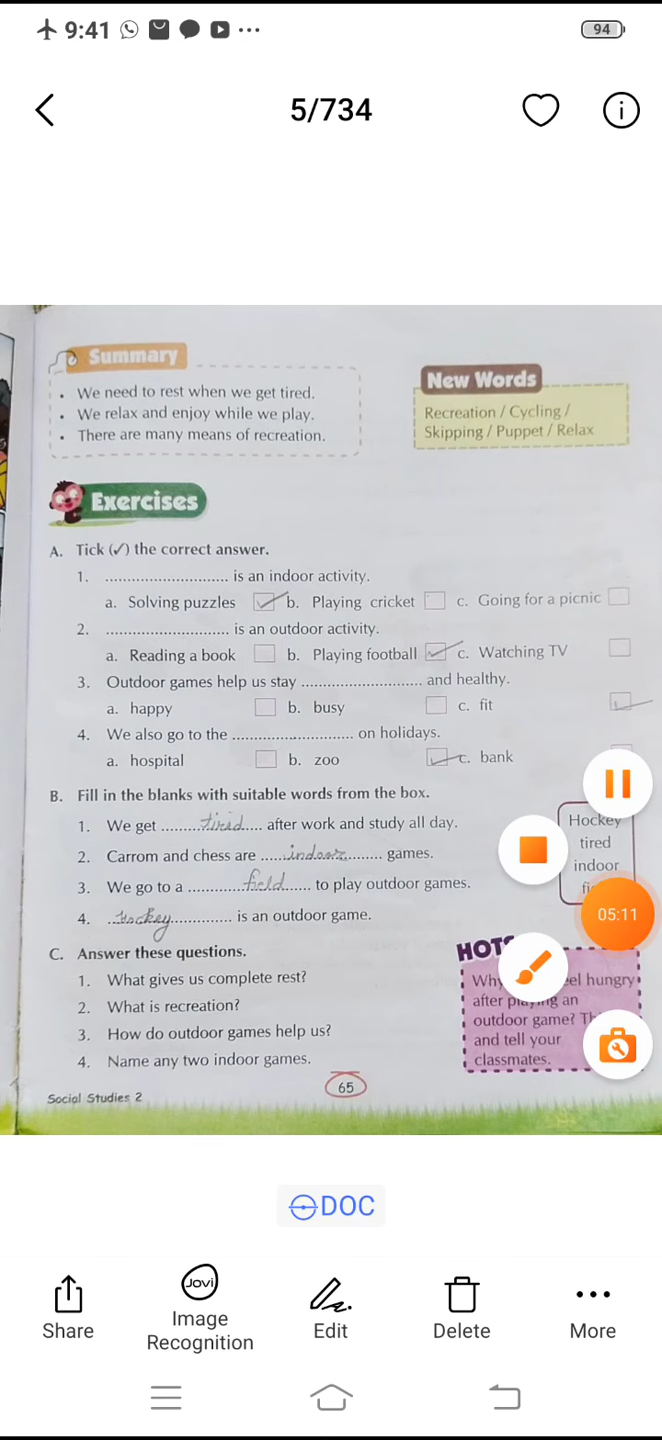 9:41
94
5/734
Summary
• We need to rest when we get tired.
• We relax and enjoy while we play.
• There are many means of recreation.
New Words
Recreation / Cycling /
Skipping / Puppet / Relax
Exercises
A. Tick (✓) the correct answer.
1. .............................. is an indoor activity.
a. Solving puzzles b. Playing cricket c. Going for a picnic
2. .............................. is an outdoor activity.
a. Reading a book b. Playing football c. Watching TV
3. Outdoor games help us stay .............................. and healthy.
a. happy b. busy c. fit
4. We also go to the .............................. on holidays.
a. hospital b. zoo c. bank
B. Fill in the blanks with suitable words from the box.
1. We get .........tired..... after work and study all day.
2. Carrom and chess are ......indoor......... games.
3. We go to a .............field...... to play outdoor games.
4. ..Hockey.............. is an outdoor game.
Hockey
tired
indoor
C. Answer these questions.
1. What gives us complete rest?
2. What is recreation?
3. How do outdoor games help us?
4. Name any two indoor games.
HOTS
Why eel hungry
after playing an
outdoor game? Th
and tell your
classmates.
05:11
Social Studies 2
65
DOC
Share
Jovi
Image
Recognition
Edit
Delete
More